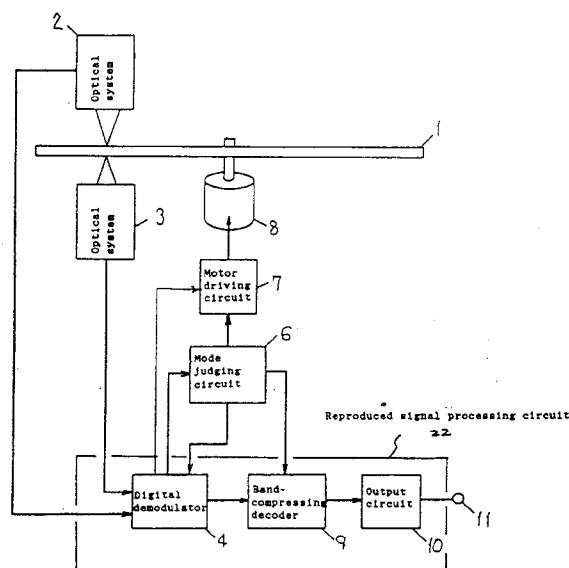 2
Optical
system
1
Optical
system
3
8
Motor
driving
circuit
7
6
Mode
judging
circuit
Reproduced signal processing circuit
22
Digital
demodulator
Band-
compressing
decoder
Output
circuit
11
4
9
10